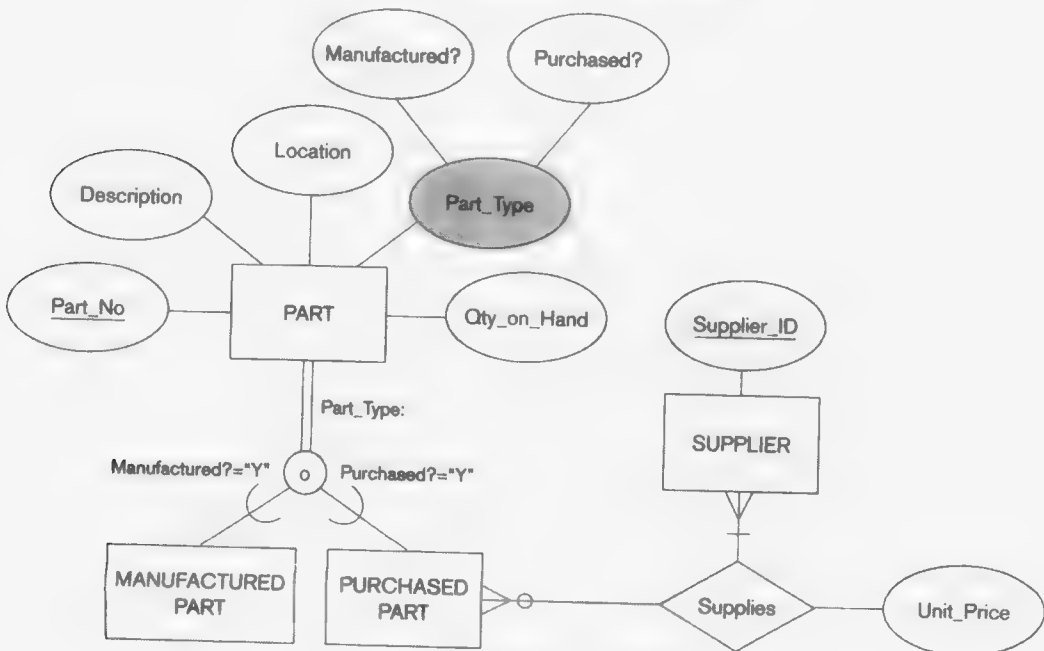 Manufactured?
Purchased?
Location
Description
Part_Type
Part_No
PART
Qty_on_Hand
Supplier_ID
Part_Type:
SUPPLIER
Manufactured?="Y"
o
Purchased?="Y"
MANUFACTURED
PART
PURCHASED
PART
Supplies
Unit_Price